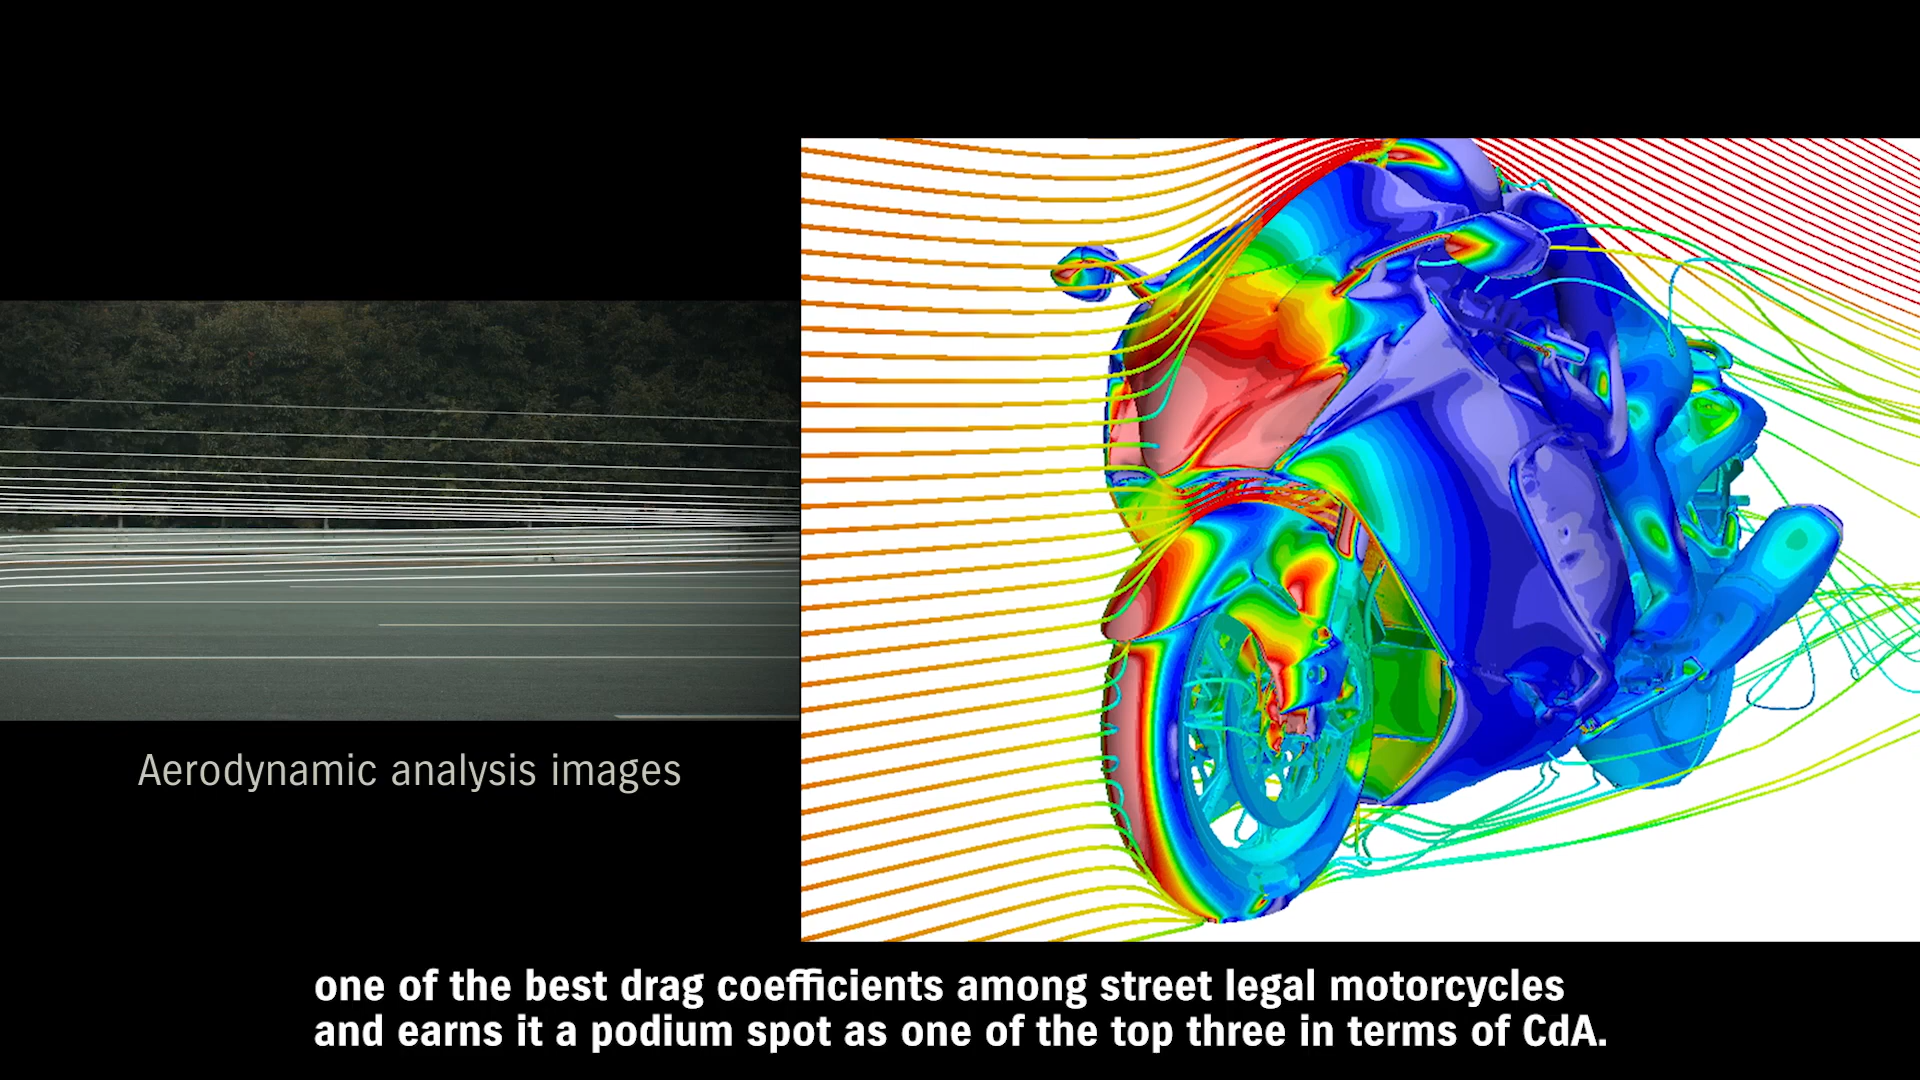 Aerodynamic analysis images
one of the best drag coefficients among street legal motorcycles
and earns it a podium spot as one of the top three in terms of CdA.